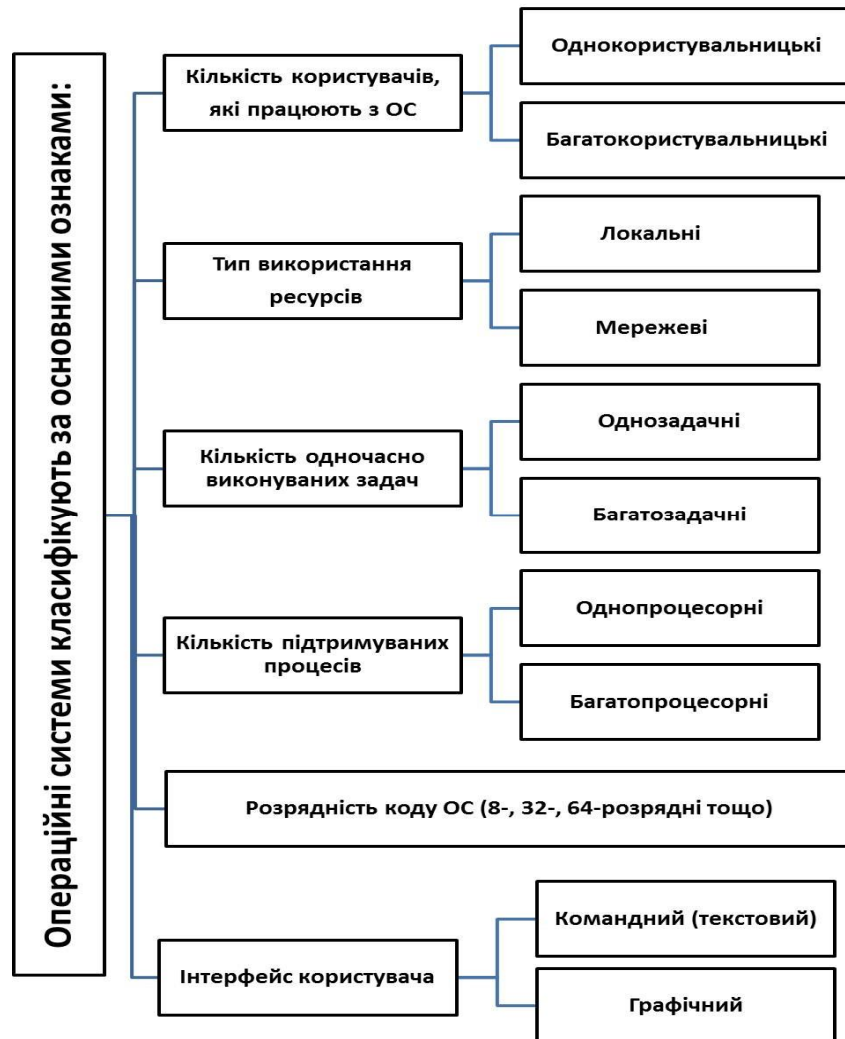 Операційні системи класифікують за основними ознаками:
Кількість користувачів,
які працюють з ОС
Однокористувальницькі
Багатокористувальницькі
Тип використання
ресурсів
Локальні
Мережеві
Кількість одночасно
виконуваних задач
Однозадачні
Багатозадачні
Кількість підтримуваних
процесів
Однопроцесорні
Багатопроцесорні
Розрядність коду ОС (8-, 32-, 64-розрядні тощо)
Інтерфейс користувача
Командний (текстовий)
Графічний